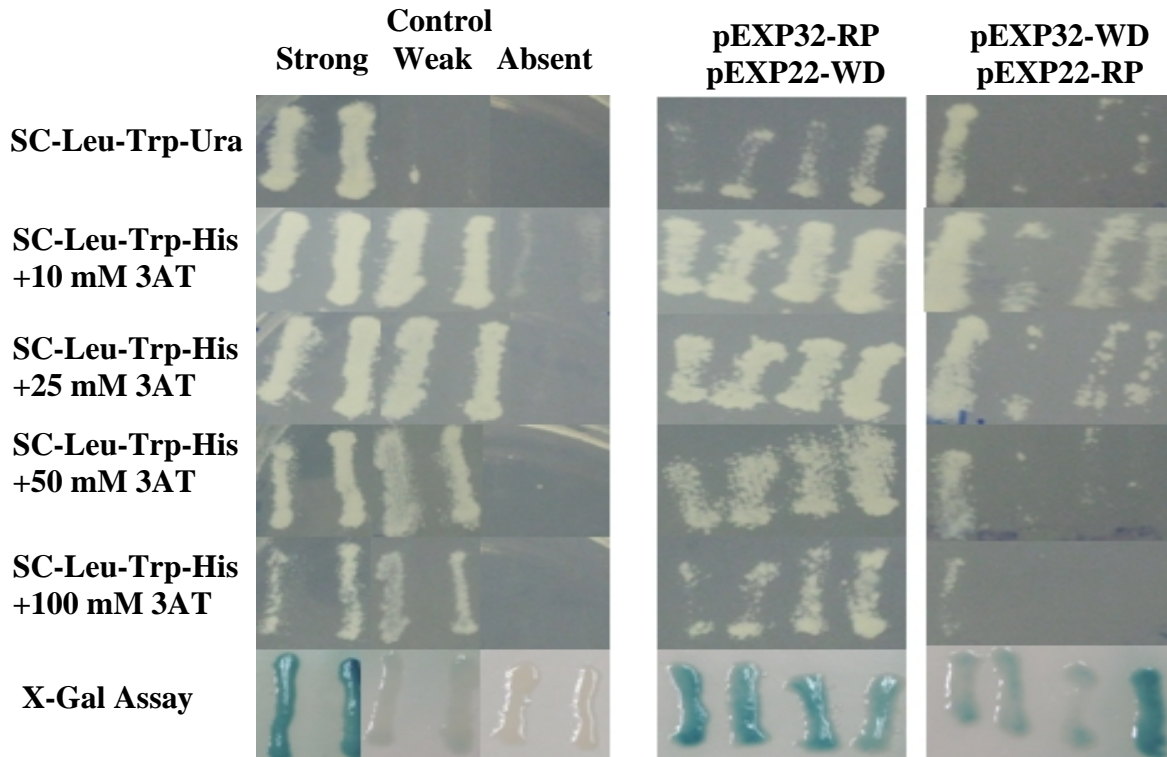 Control
Strong Weak Absent
pEXP32-RP
pEXP22-WD
pEXP32-WD
pEXP22-RP
SC-Leu-Trp-Ura
SC-Leu-Trp-His
+10 mM 3AT
SC-Leu-Trp-His
+25 mM 3AT
SC-Leu-Trp-His
+50 mM 3AT
SC-Leu-Trp-His
+100 mM 3AT
X-Gal Assay